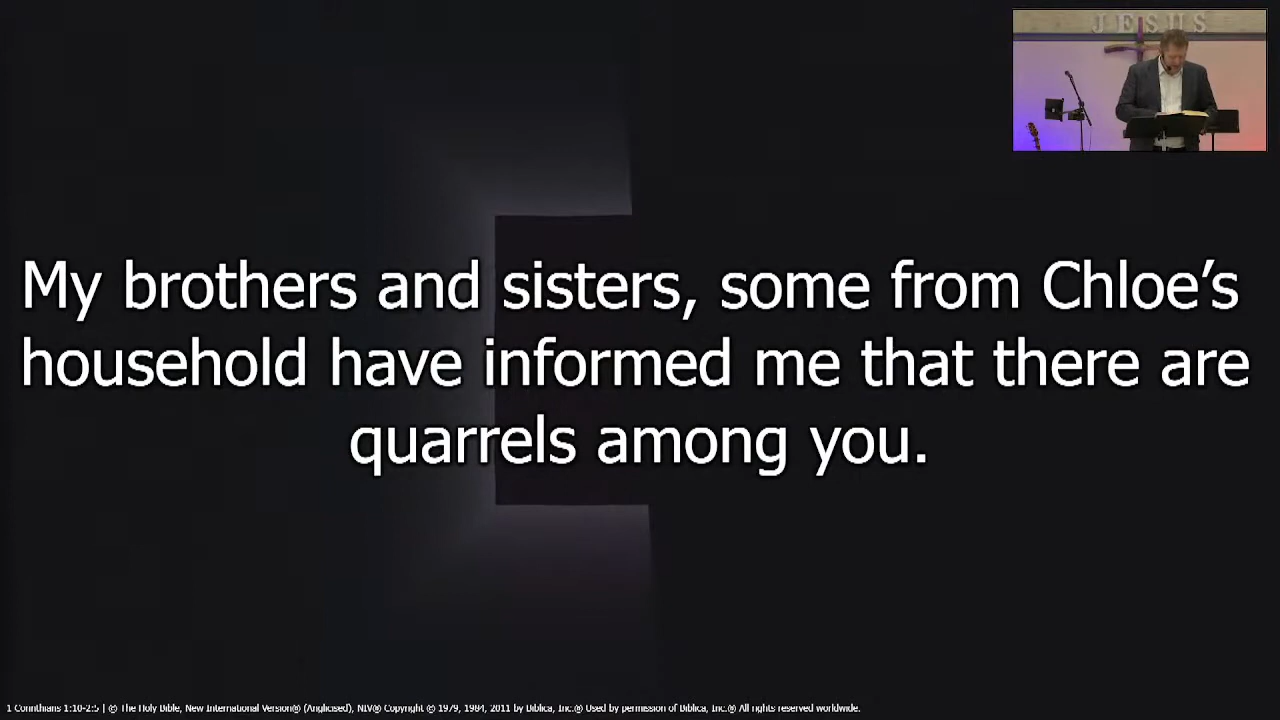 JESUS
My brothers and sisters, some from Chloe’s
household have informed me that there are
quarrels among you.
1 Corinthians 1:10-2:5 | © The Holy Bible, New International Version® (Anglicised), NIV® Copyright © 1979, 1984, 2011 by Biblica, Inc.® Used by permission of Biblica, Inc.® All rights reserved worldwide.